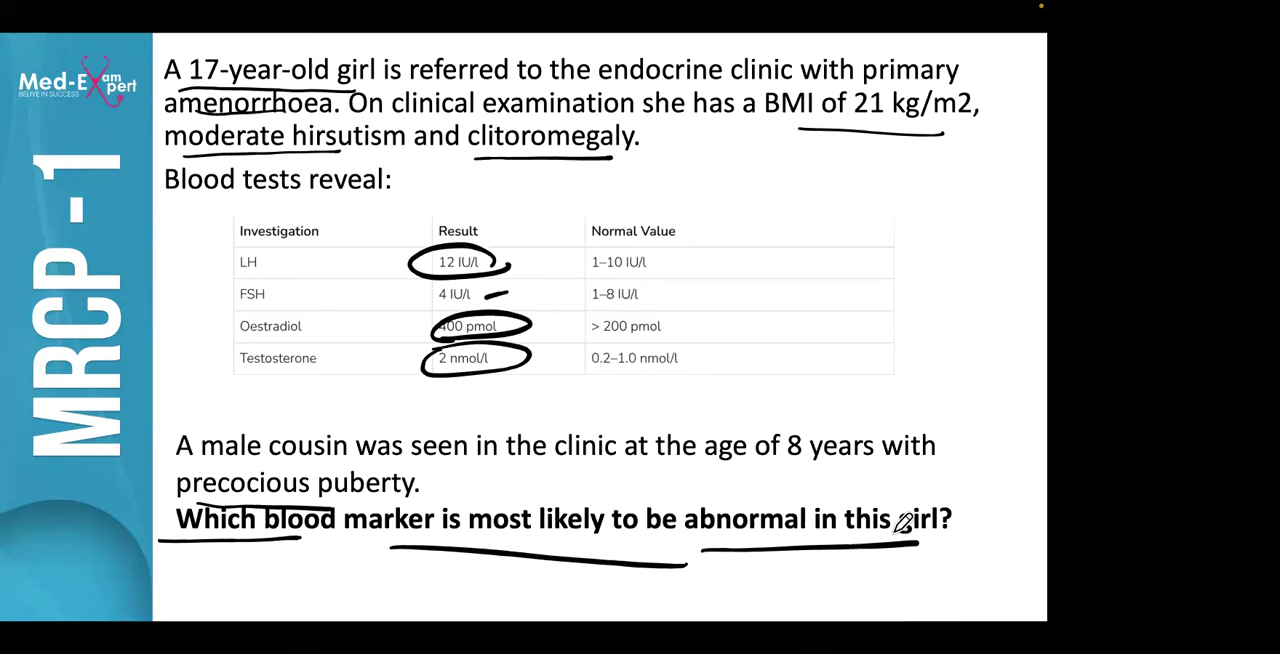 Med-Exam
pert
BELIVE IN SUCCESS
MRCP -1
A 17-year-old girl is referred to the endocrine clinic with primary
amenorrhoea. On clinical examination she has a BMI of 21 kg/m2,
moderate hirsutism and clitoromegaly.
Blood tests reveal:
Investigation Result Normal Value
LH 12 IU/l 1–10 IU/l
FSH 4 IU/l 1–8 IU/l
Oestradiol 400 pmol > 200 pmol
Testosterone 2 nmol/l 0.2–1.0 nmol/l
A male cousin was seen in the clinic at the age of 8 years with
precocious puberty.
Which blood marker is most likely to be abnormal in this girl?